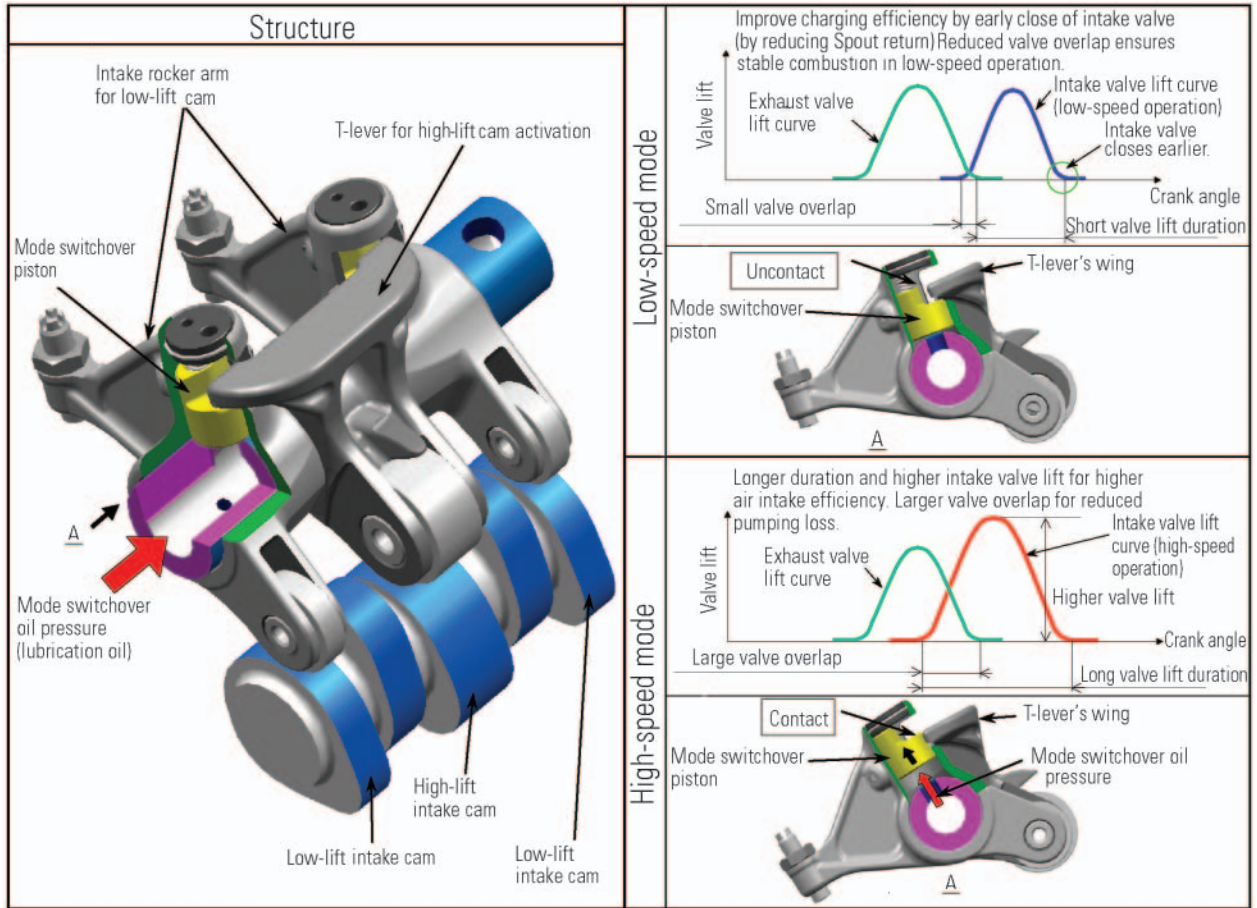 Structure
Intake rocker arm
for low-lift cam
T-lever for high-lift cam activation
Mode switchover
piston
A
Mode switchover
oil pressure
(lubrication oil)
High-lift
intake cam
Low-lift intake cam
Low-lift
intake cam
Low-speed mode
Improve charging efficiency by early close of intake valve
(by reducing Spout return) Reduced valve overlap ensures
stable combustion in low-speed operation.
Valve lift
Exhaust valve
lift curve
Intake valve lift curve
(low-speed operation)
Intake valve
closes earlier.
Crank angle
Small valve overlap
Short valve lift duration
Uncontact
T-lever's wing
Mode switchover
piston
A
High-speed mode
Longer duration and higher intake valve lift for higher
air intake efficiency. Larger valve overlap for reduced
pumping loss.
Valve lift
Exhaust valve
lift curve
Intake valve lift
curve (high-speed
operation)
Higher valve lift
Crank angle
Large valve overlap
Long valve lift duration
Contact
T-lever's wing
Mode switchover
piston
Mode switchover oil
pressure
A